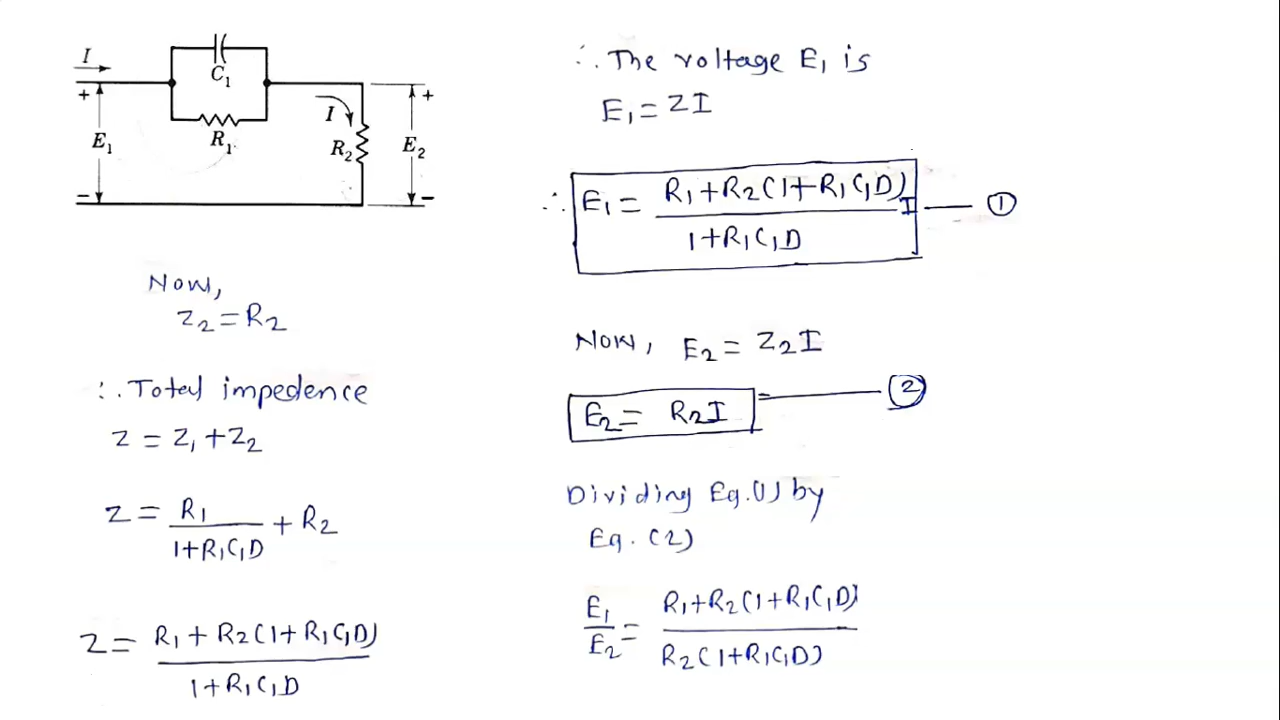 I
C₁
+
+
E₁
R₁
I
R₂
E₂
−
−
Now,
Z₂ = R₂
∴ Total impedence
Z = Z₁ + Z₂
Z = R₁ / 1+R₁C₁D + R₂
Z = R₁ + R₂(1+R₁C₁D) / 1+R₁C₁D
∴ The voltage E₁ is
E₁ = ZI
∴ E₁ = R₁+R₂(1+R₁C₁D) / 1+R₁C₁D I —— ①
Now, E₂ = Z₂I
E₂ = R₂I —— ②
Dividing Eq.(1) by
Eq. (2)
E₁/E₂ = R₁+R₂(1+R₁C₁D) / R₂(1+R₁C₁D)